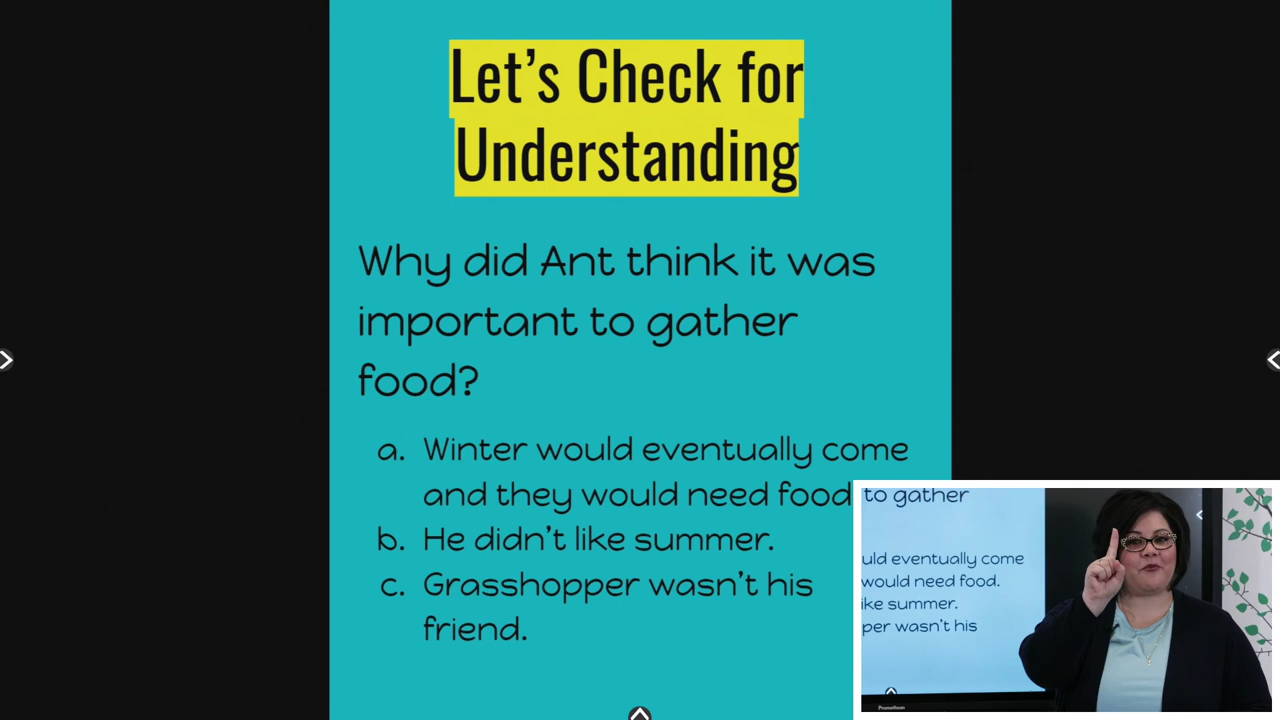 Let's Check for
Understanding
Why did Ant think it was
important to gather
food?
a. Winter would eventually come
and they would need food
b. He didn't like summer.
c. Grasshopper wasn't his
friend.
to gather
uld eventually come
would need food.
ike summer.
per wasn't his
Promethean